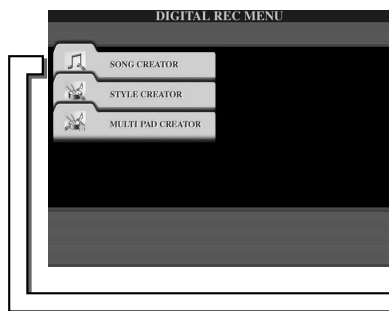 DIGITAL REC MENU
SONG CREATOR
STYLE CREATOR
MULTI PAD CREATOR